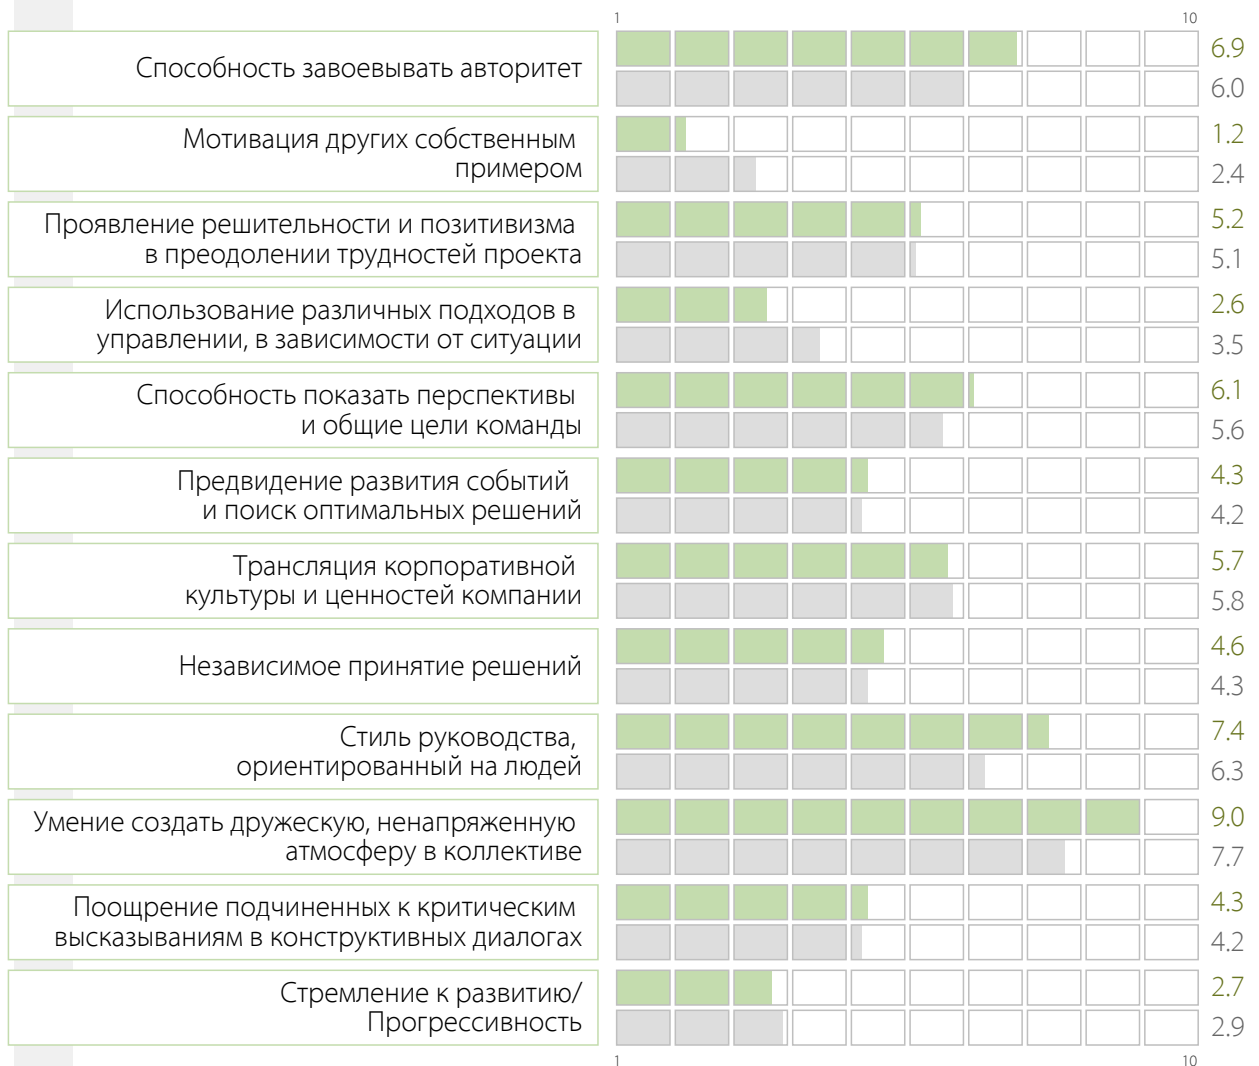 1 10
Способность завоевывать авторитет
6.9
6.0
Мотивация других собственным
примером
1.2
2.4
Проявление решительности и позитивизма
в преодолении трудностей проекта
5.2
5.1
Использование различных подходов в
управлении, в зависимости от ситуации
2.6
3.5
Способность показать перспективы
и общие цели команды
6.1
5.6
Предвидение развития событий
и поиск оптимальных решений
4.3
4.2
Трансляция корпоративной
культуры и ценностей компании
5.7
5.8
Независимое принятие решений
4.6
4.3
Стиль руководства,
ориентированный на людей
7.4
6.3
Умение создать дружескую, ненапряженную
атмосферу в коллективе
9.0
7.7
Поощрение подчиненных к критическим
высказываниям в конструктивных диалогах
4.3
4.2
Стремление к развитию/
Прогрессивность
2.7
2.9
1 10